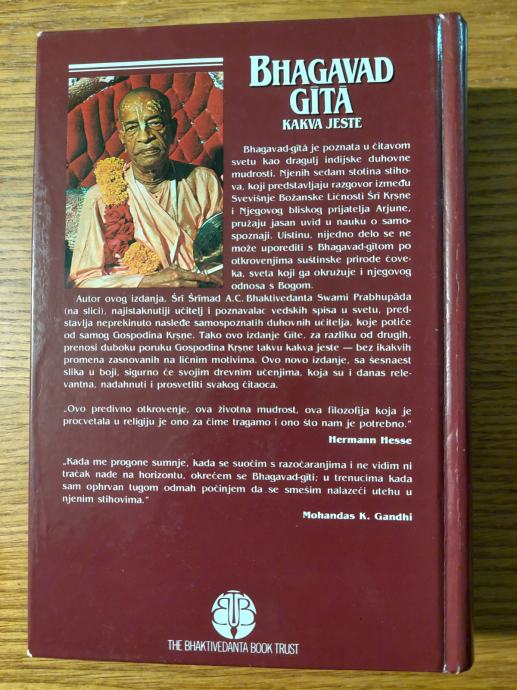 BHAGAVAD
GĪTĀ
KAKVA JESTE
Bhagavad-gītā je poznata u čitavom
svetu kao dragulj indijske duhovne
mudrosti. Njenih sedam stotina stiho-
va, koji predstavljaju razgovor između
Svevišnje Božanske Ličnosti Śrī Kṛṣne
i Njegovog bliskog prijatelja Arjune,
pružaju jasan uvid u nauku o samo-
spoznaji. Uistinu, nijedno delo se ne
može uporediti s Bhagavad-gītom po
otkrovenjima suštinske prirode čove-
ka, sveta koji ga okružuje i njegovog
odnosa s Bogom.
Autor ovog izdanja, Śrī Śrīmad A.C. Bhaktivedanta Swami Prabhupāda
(na slici), najistaknutiji učitelj i poznavalac vedskih spisa u svetu, pred-
stavlja neprekinuto nasleđe samospoznatih duhovnih učitelja, koje potiče
od samog Gospodina Kṛṣne. Tako ovo izdanje Gīte, za razliku od drugih,
prenosi duboku poruku Gospodina Kṛṣne takvu kakva jeste — bez ikakvih
promena zasnovanih na ličnim motivima. Ovo novo izdanje, sa šesnaest
slika u boji, sigurno će svojim drevnim učenjima, koja su i danas rele-
vantna, nadahnuti i prosvetliti svakog čitaoca.
„Ovo predivno otkrovenje, ova životna mudrost, ova filozofija koja je
procvetala u religiju je ono za čime tragamo i ono što nam je potrebno.”
Hermann Hesse
„Kada me progone sumnje, kada se suočim s razočaranjima i ne vidim ni
tračak nade na horizontu, okrećem se Bhagavad-gīti; u trenucima kada
sam ophrvan tugom odmah počinjem da se smešim nalazeći utehu u
njenim stihovima.”
Mohandas K. Gandhi
THE BHAKTIVEDANTA BOOK TRUST